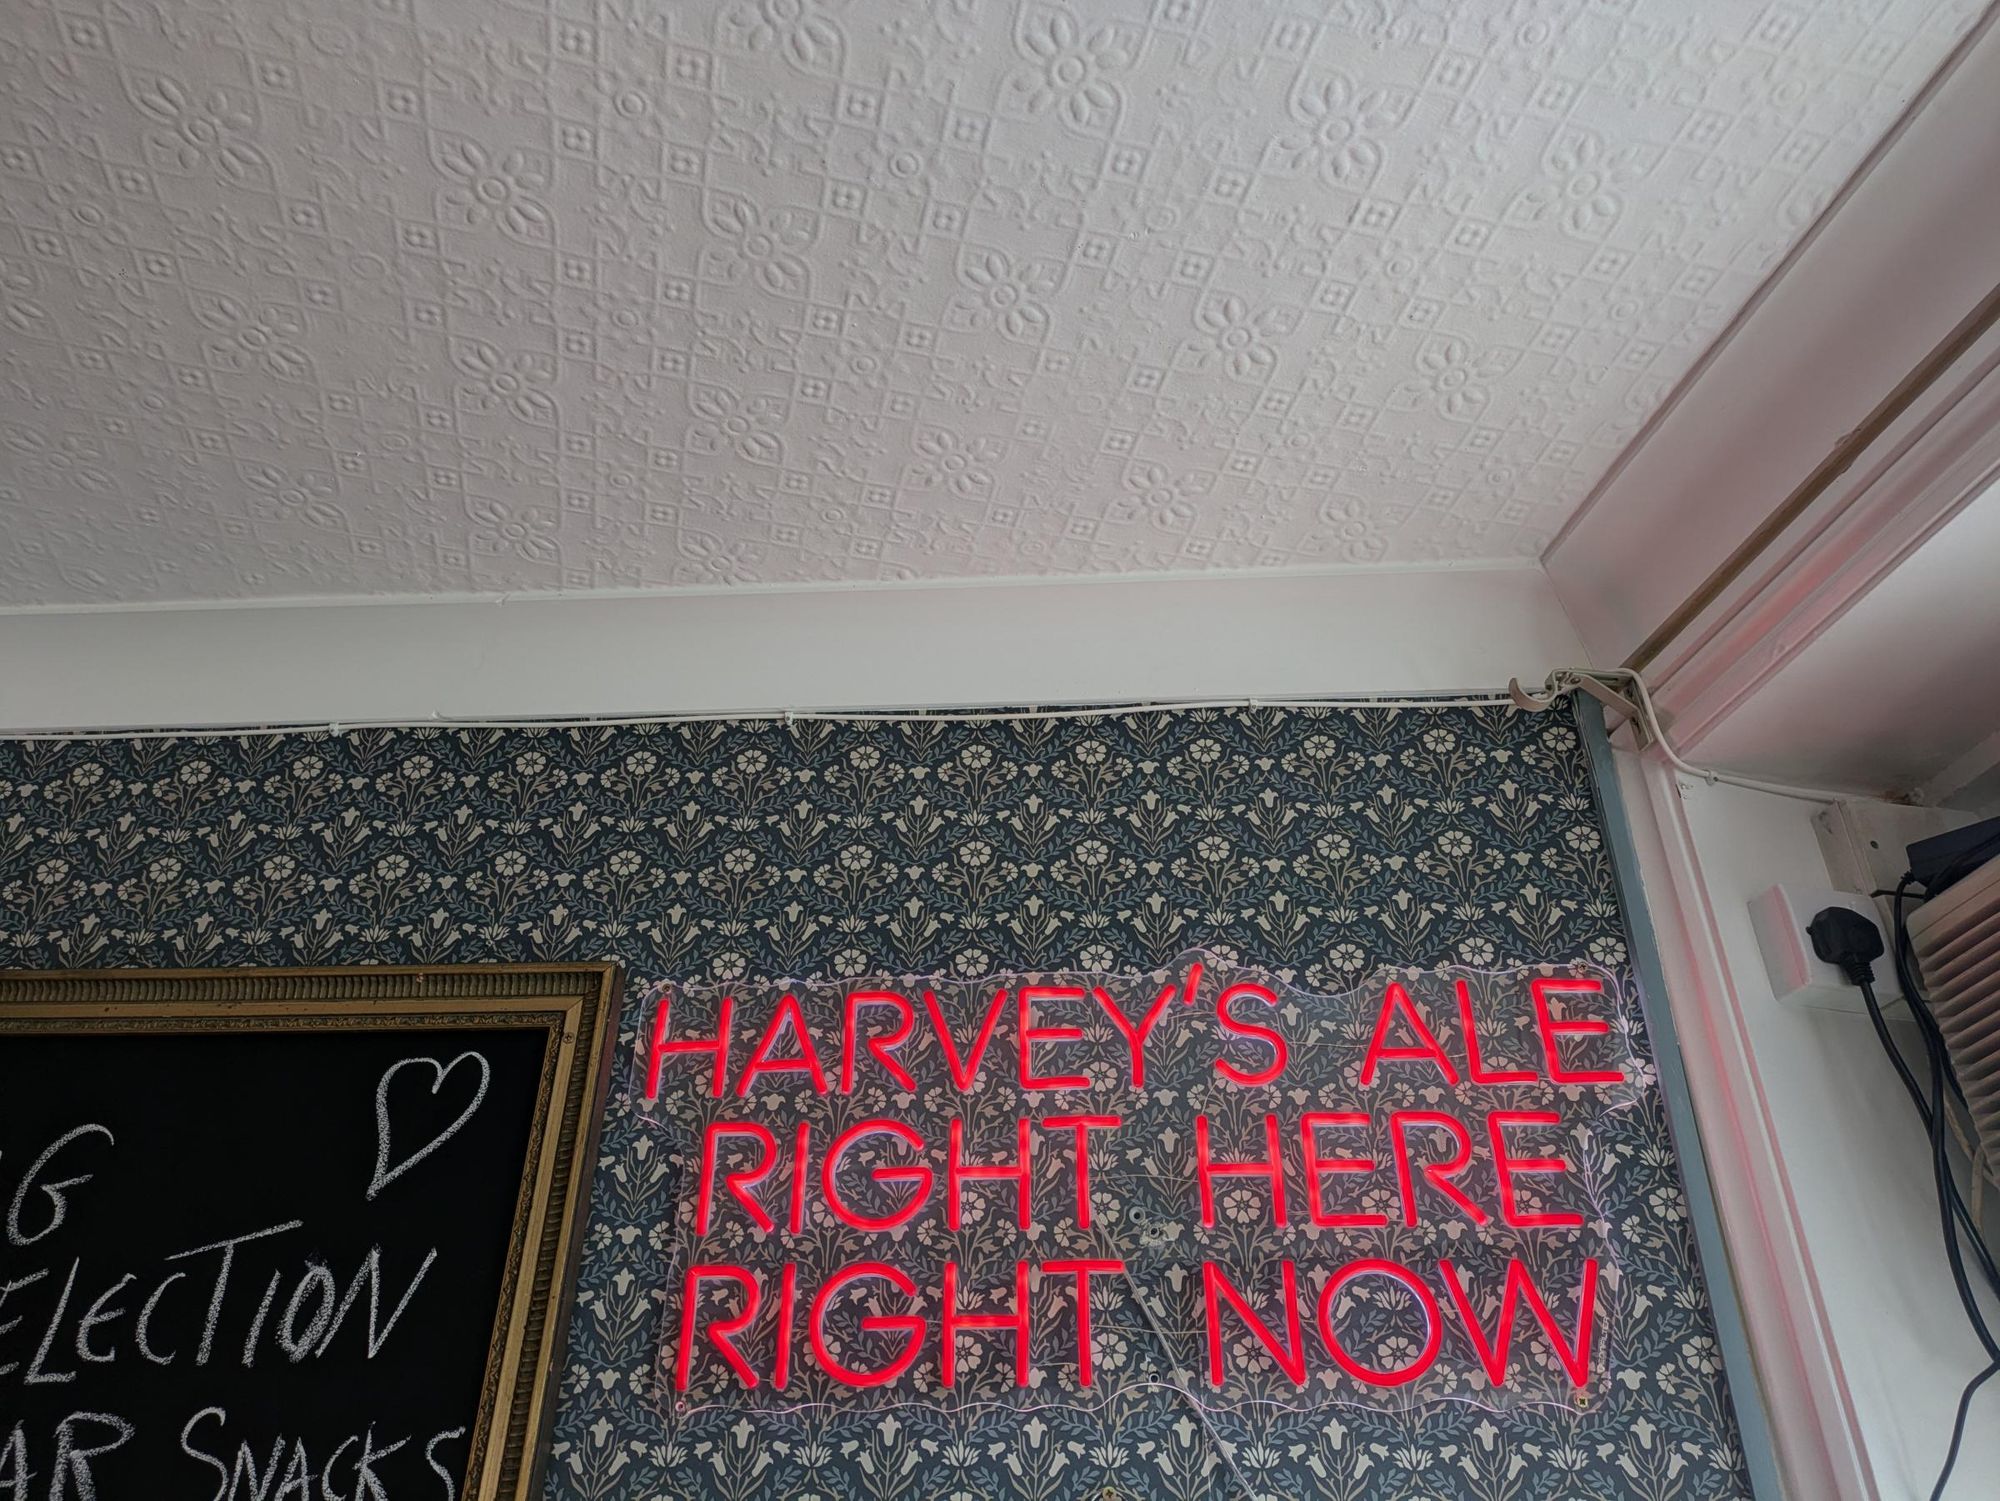 HARVEY'S ALE
RIGHT HERE
RIGHT NOW
ELECTION
SNACKS